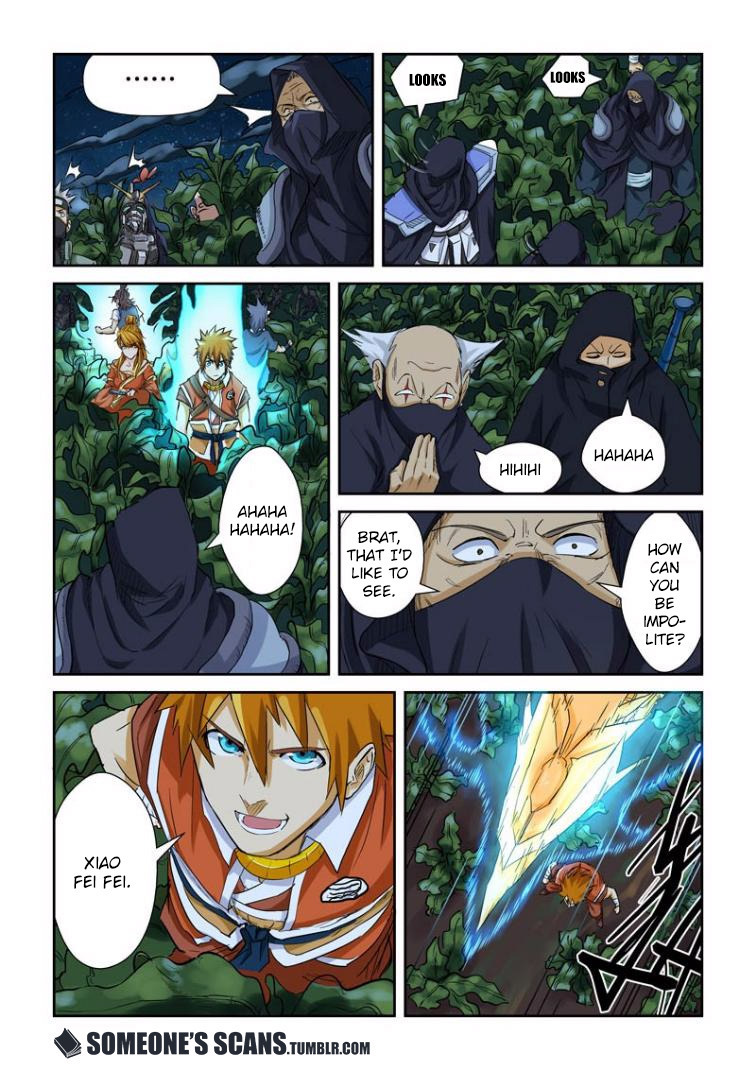 ......
LOOKS
LOOKS
AHAHA
HAHAHA!
HIHIHI
HAHAHA
BRAT,
THAT I'D
LIKE TO
SEE.
HOW
CAN
YOU
BE
IMPO-
LITE?
XIAO
FEI FEI.
SOMEONE'S SCANS.TUMBLR.COM